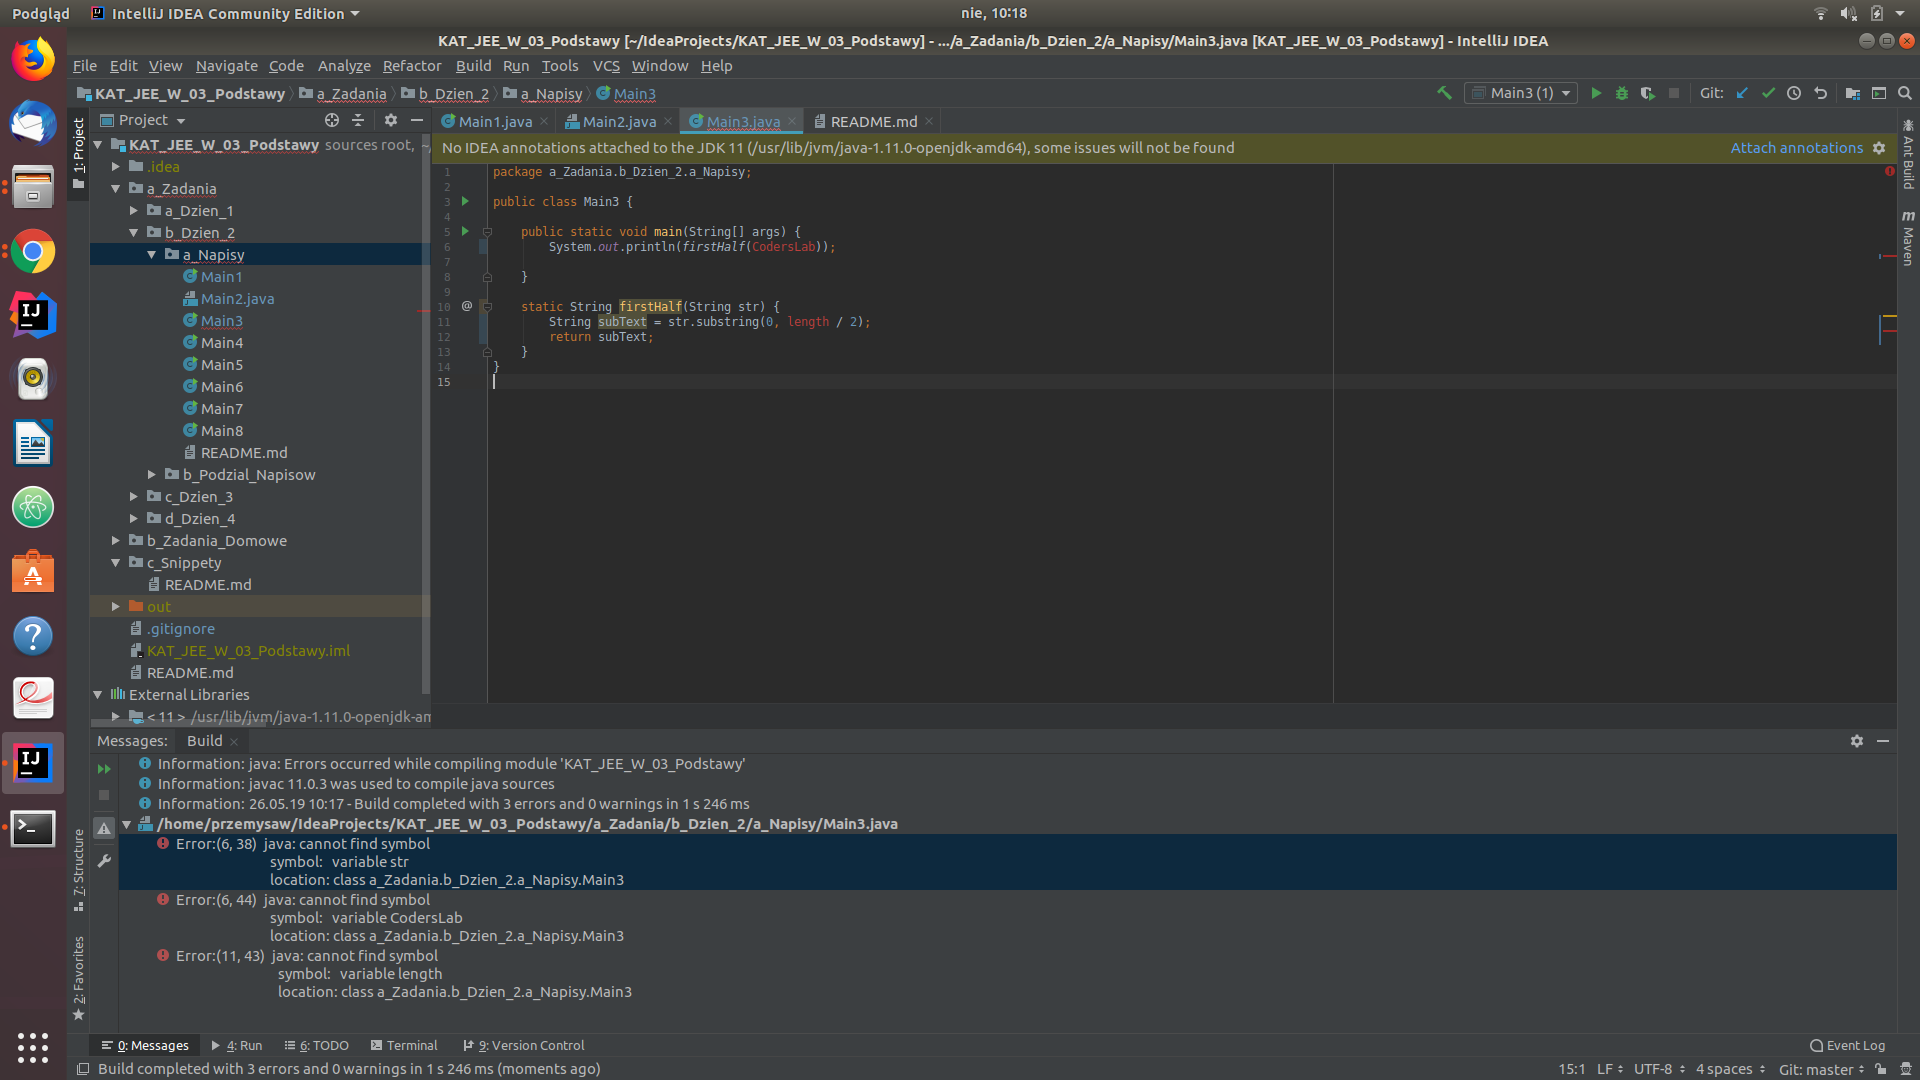 Podgląd
IntelliJ IDEA Community Edition
nie, 10:18
KAT_JEE_W_03_Podstawy [~/IdeaProjects/KAT_JEE_W_03_Podstawy] - .../a_Zadania/b_Dzien_2/a_Napisy/Main3.java [KAT_JEE_W_03_Podstawy] - IntelliJ IDEA
File Edit View Navigate Code Analyze Refactor Build Run Tools VCS Window Help
KAT_JEE_W_03_Podstawy a_Zadania b_Dzien_2 a_Napisy Main3
Main3 (1)
Git:
1: Project
Project
Main1.java
Main2.java
Main3.java
README.md
No IDEA annotations attached to the JDK 11 (/usr/lib/jvm/java-1.11.0-openjdk-amd64), some issues will not be found
Attach annotations
KAT_JEE_W_03_Podstawy sources root, ~/
.idea
a_Zadania
a_Dzien_1
b_Dzien_2
a_Napisy
Main1
Main2.java
Main3
Main4
Main5
Main6
Main7
Main8
README.md
b_Podzial_Napisow
c_Dzien_3
d_Dzien_4
b_Zadania_Domowe
c_Snippety
README.md
out
.gitignore
KAT_JEE_W_03_Podstawy.iml
README.md
External Libraries
< 11 > /usr/lib/jvm/java-1.11.0-openjdk-am
1 package a_Zadania.b_Dzien_2.a_Napisy;
2
3 public class Main3 {
4
5 public static void main(String[] args) {
6 System.out.println(firstHalf(CodersLab));
7
8 }
9
10 @ static String firstHalf(String str) {
11 String subText = str.substring(0, length / 2);
12 return subText;
13 }
14 }
15
Ant Build
m Maven
Messages: Build
Information: java: Errors occurred while compiling module 'KAT_JEE_W_03_Podstawy'
Information: javac 11.0.3 was used to compile java sources
Information: 26.05.19 10:17 - Build completed with 3 errors and 0 warnings in 1 s 246 ms
/home/przemysaw/IdeaProjects/KAT_JEE_W_03_Podstawy/a_Zadania/b_Dzien_2/a_Napisy/Main3.java
Error:(6, 38) java: cannot find symbol
symbol: variable str
location: class a_Zadania.b_Dzien_2.a_Napisy.Main3
Error:(6, 44) java: cannot find symbol
symbol: variable CodersLab
location: class a_Zadania.b_Dzien_2.a_Napisy.Main3
Error:(11, 43) java: cannot find symbol
symbol: variable length
location: class a_Zadania.b_Dzien_2.a_Napisy.Main3
7: Structure
2: Favorites
0: Messages 4: Run 6: TODO Terminal 9: Version Control
Event Log
Build completed with 3 errors and 0 warnings in 1 s 246 ms (moments ago)
15:1 LF UTF-8 4 spaces Git: master
IJ
IJ